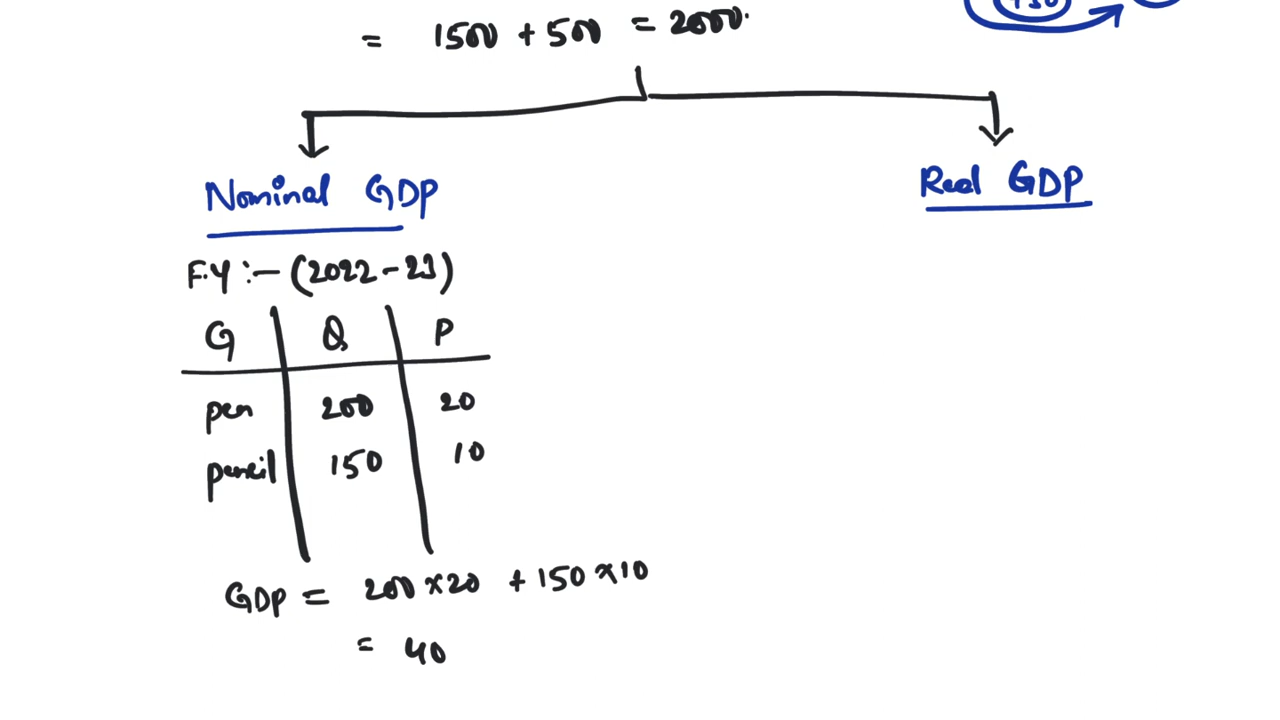 +50
= 1500 + 500 = 2000.
Nominal GDP
Real GDP
F.Y :- (2022-23)
G Q P
pen 200 20
pencil 150 10
GDP = 200 × 20 + 150 × 10
= 40